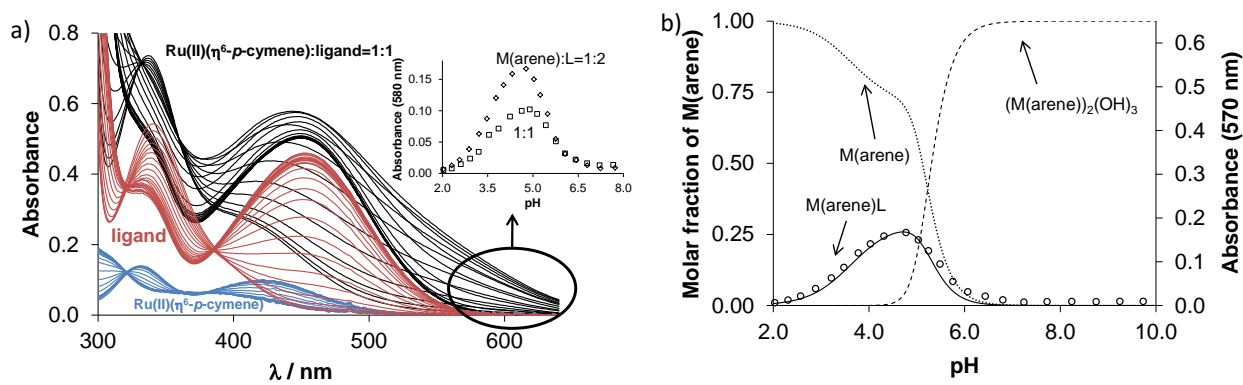 a)
Ru(II)(η⁶-p-cymene):ligand=1:1
M(arene):L=1:2
1:1
Absorbance (580 nm)
0.15
0.10
0.05
0.00
2.0 3.5 5.0 6.5 8.0
pH
ligand
Ru(II)(η⁶-p-cymene)
Absorbance
0.8
0.6
0.4
0.2
0.0
300 400 500 600
λ / nm
b)
Molar fraction of M(arene)
1.00
0.75
0.50
0.25
0.00
(M(arene))₂(OH)₃
M(arene)
M(arene)L
0.6
0.5
0.4
0.3
0.2
0.1
0.0
Absorbance (570 nm)
2.0 4.0 6.0 8.0 10.0
pH